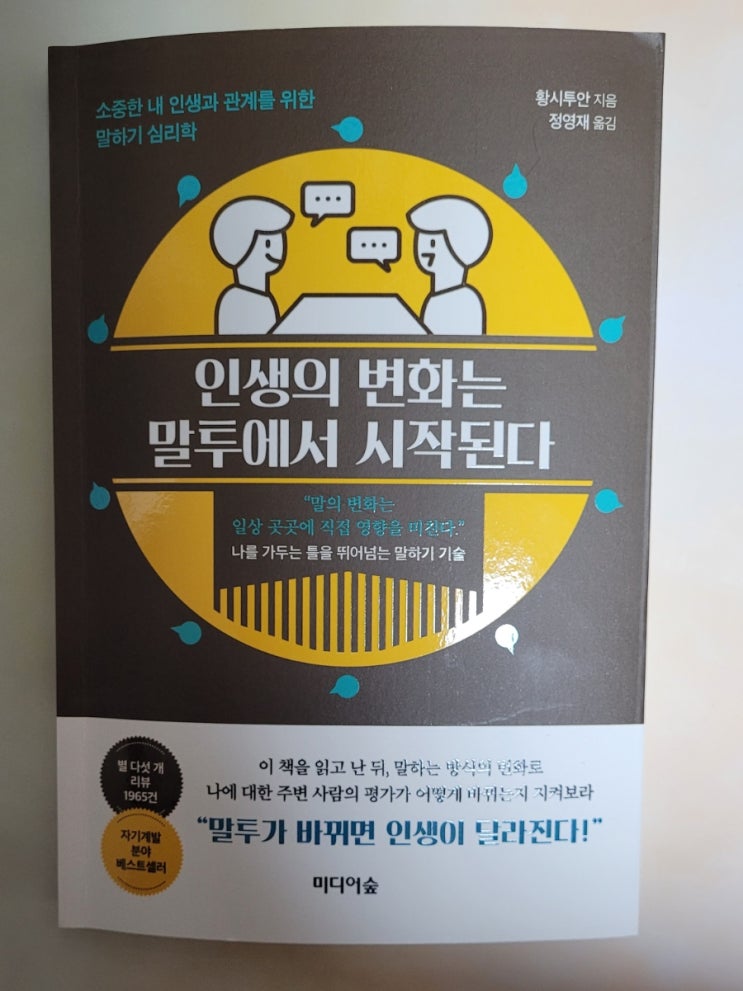 소중한 내 인생과 관계를 위한
말하기 심리학
황시투안 지음
정영재 옮김
인생의 변화는
말투에서 시작된다
“말의 변화는
일상 곳곳에 직접 영향을 미친다.”
나를 가두는 틀을 뛰어넘는 말하기 기술
별 다섯 개
리뷰
1965건
자기계발
분야
베스트셀러
이 책을 읽고 난 뒤, 말하는 방식의 변화로
나에 대한 주변 사람의 평가가 어떻게 바뀌는지 지켜보라
“말투가 바뀌면 인생이 달라진다!”
미디어숲